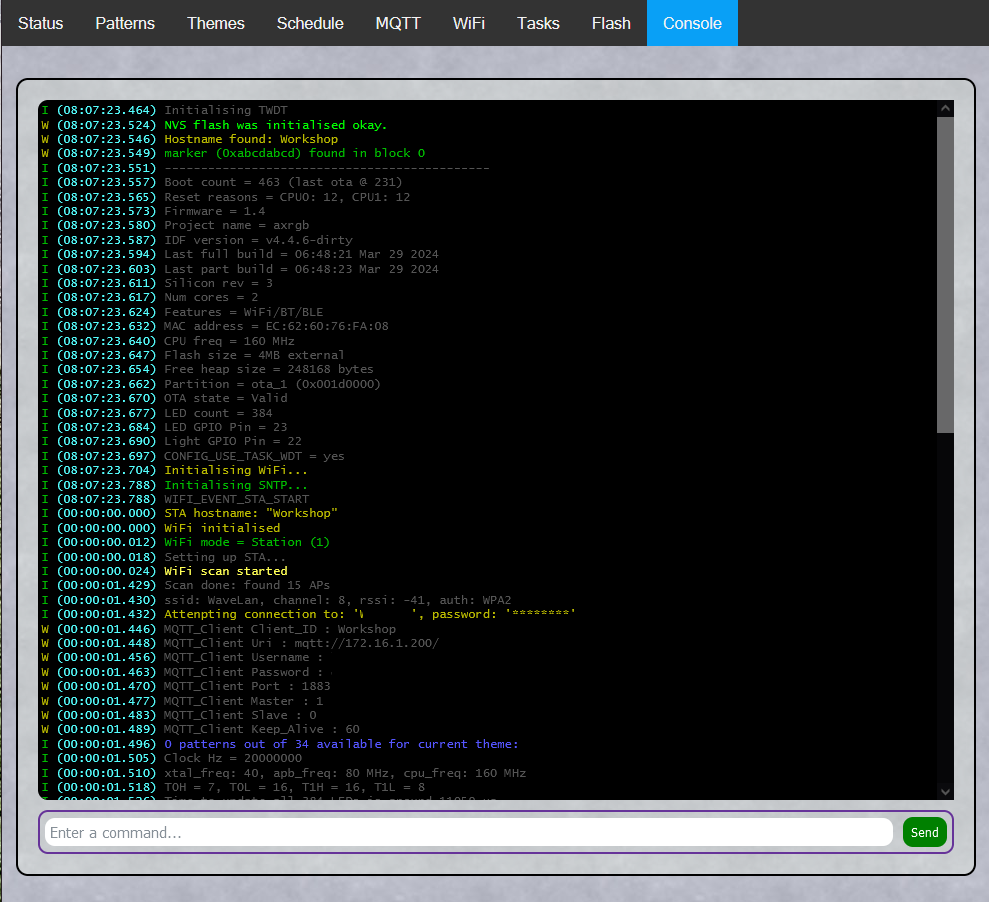 Status Patterns Themes Schedule MQTT WiFi Tasks Flash Console
I (08:07:23.464) Initialising TWDT
W (08:07:23.524) NVS flash was initialised okay.
W (08:07:23.546) Hostname found: Workshop
W (08:07:23.549) marker (0xabcdabcd) found in block 0
I (08:07:23.551) ---------------------------------------------
I (08:07:23.557) Boot count = 463 (last ota @ 231)
I (08:07:23.565) Reset reasons = CPU0: 12, CPU1: 12
I (08:07:23.573) Firmware = 1.4
I (08:07:23.580) Project name = axrgb
I (08:07:23.587) IDF version = v4.4.6-dirty
I (08:07:23.594) Last full build = 06:48:21 Mar 29 2024
I (08:07:23.603) Last part build = 06:48:23 Mar 29 2024
I (08:07:23.611) Silicon rev = 3
I (08:07:23.617) Num cores = 2
I (08:07:23.624) Features = WiFi/BT/BLE
I (08:07:23.632) MAC address = EC:62:60:76:FA:08
I (08:07:23.640) CPU freq = 160 MHz
I (08:07:23.647) Flash size = 4MB external
I (08:07:23.654) Free heap size = 248168 bytes
I (08:07:23.662) Partition = ota_1 (0x001d0000)
I (08:07:23.670) OTA state = Valid
I (08:07:23.677) LED count = 384
I (08:07:23.684) LED GPIO Pin = 23
I (08:07:23.690) Light GPIO Pin = 22
I (08:07:23.697) CONFIG_USE_TASK_WDT = yes
I (08:07:23.704) Initialising WiFi...
I (08:07:23.788) Initialising SNTP...
I (08:07:23.788) WIFI_EVENT_STA_START
I (00:00:00.000) STA hostname: "Workshop"
I (00:00:00.000) WiFi initialised
I (00:00:00.012) WiFi mode = Station (1)
I (00:00:00.018) Setting up STA...
I (00:00:00.024) WiFi scan started
I (00:00:01.429) Scan done: found 15 APs
I (00:00:01.430) ssid: WaveLan, channel: 8, rssi: -41, auth: WPA2
I (00:00:01.432) Attenpting connection to: ' ', password: '********'
W (00:00:01.446) MQTT_Client Client_ID : Workshop
W (00:00:01.448) MQTT_Client Uri : mqtt://172.16.1.200/
W (00:00:01.456) MQTT_Client Username :
W (00:00:01.463) MQTT_Client Password :
W (00:00:01.470) MQTT_Client Port : 1883
W (00:00:01.477) MQTT_Client Master : 1
W (00:00:01.483) MQTT_Client Slave : 0
W (00:00:01.489) MQTT_Client Keep_Alive : 60
I (00:00:01.496) 0 patterns out of 34 available for current theme:
I (00:00:01.505) Clock Hz = 20000000
I (00:00:01.510) xtal_freq: 40, apb_freq: 80 MHz, cpu_freq: 160 MHz
I (00:00:01.518) T0H = 7, T0L = 16, T1H = 16, T1L = 8
Enter a command...
Send